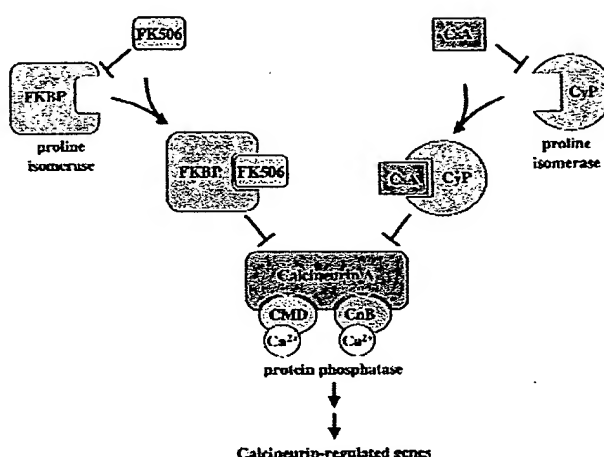 FK506
CsA
FKBP
CyP
proline
isomerase
proline
isomerase
FKBP
FK506
CsA
CyP
Calcineurin A
CMD
CnB
Ca2+
Ca2+
protein phosphatase
Calcineurin-regulated genes